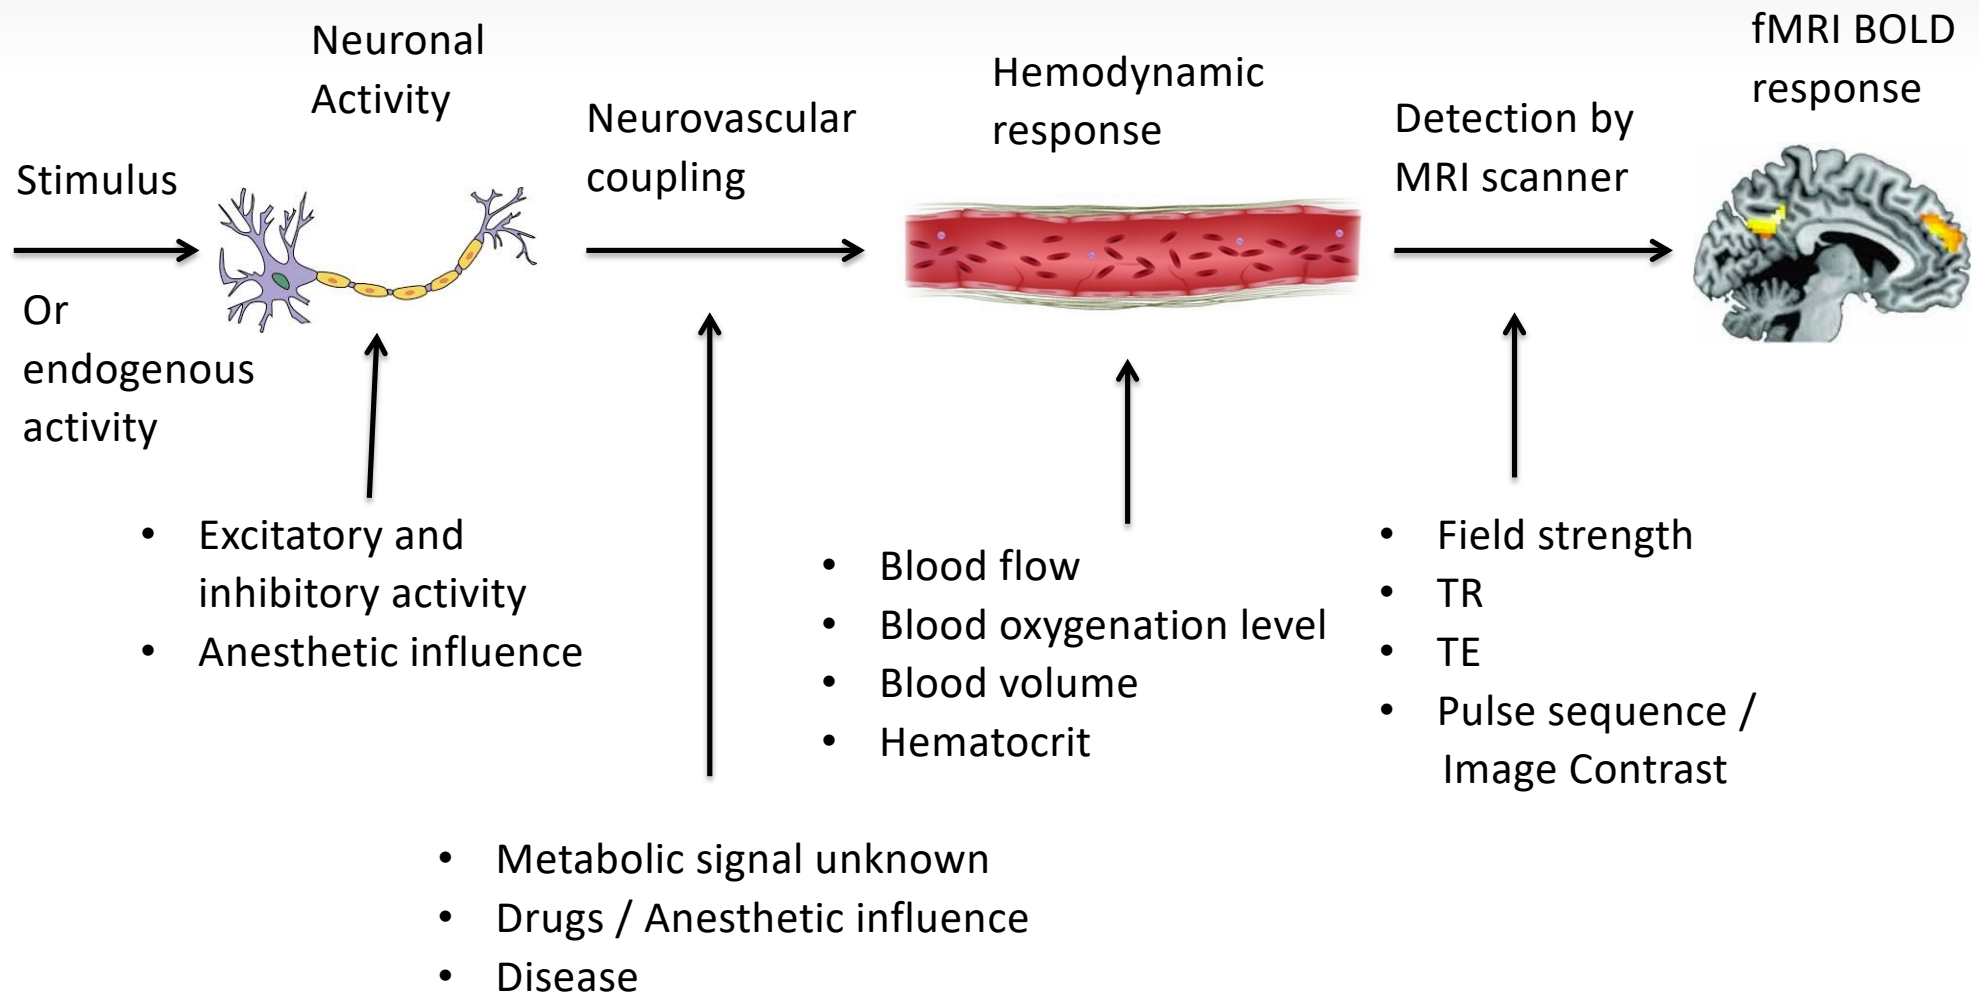 Stimulus
Or
endogenous
activity
Neuronal
Activity
• Excitatory and
inhibitory activity
• Anesthetic influence
Neurovascular
coupling
• Metabolic signal unknown
• Drugs / Anesthetic influence
• Disease
Hemodynamic
response
• Blood flow
• Blood oxygenation level
• Blood volume
• Hematocrit
Detection by
MRI scanner
• Field strength
• TR
• TE
• Pulse sequence /
Image Contrast
fMRI BOLD
response